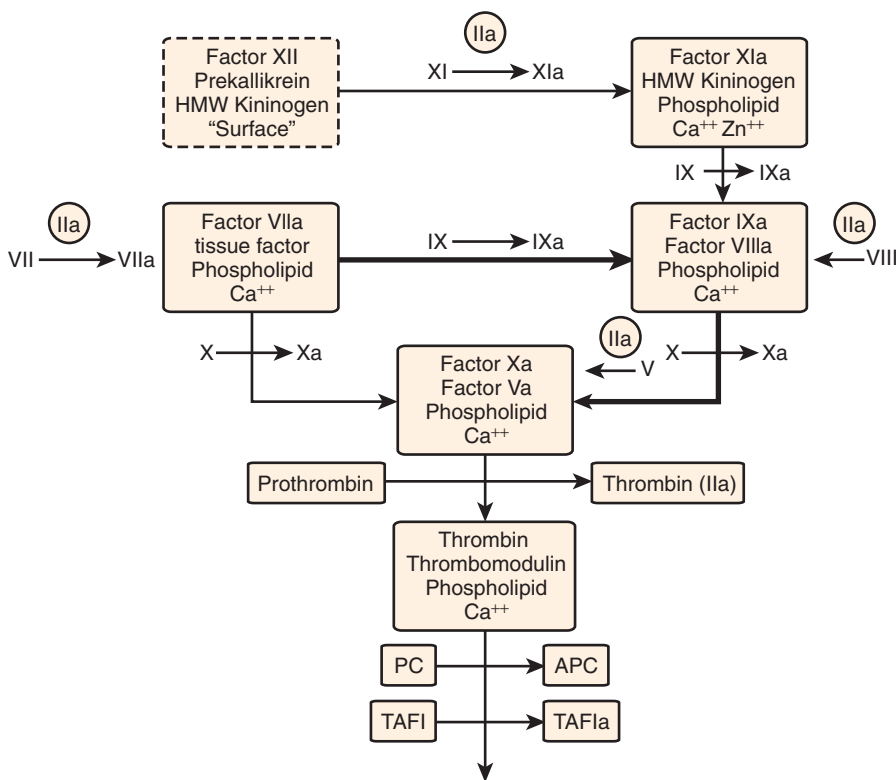 IIa
Factor XII
Prekallikrein
HMW Kininogen
“Surface”
XI XIa
Factor XIa
HMW Kininogen
Phospholipid
Ca++ Zn++
IX IXa
IIa
VII VIIa
Factor VIIa
tissue factor
Phospholipid
Ca++
IX IXa
Factor IXa
Factor VIIIa
Phospholipid
Ca++
IIa
VIII
X Xa
IIa
V
X Xa
Factor Xa
Factor Va
Phospholipid
Ca++
Prothrombin
Thrombin (IIa)
Thrombin
Thrombomodulin
Phospholipid
Ca++
PC
APC
TAFI
TAFIa